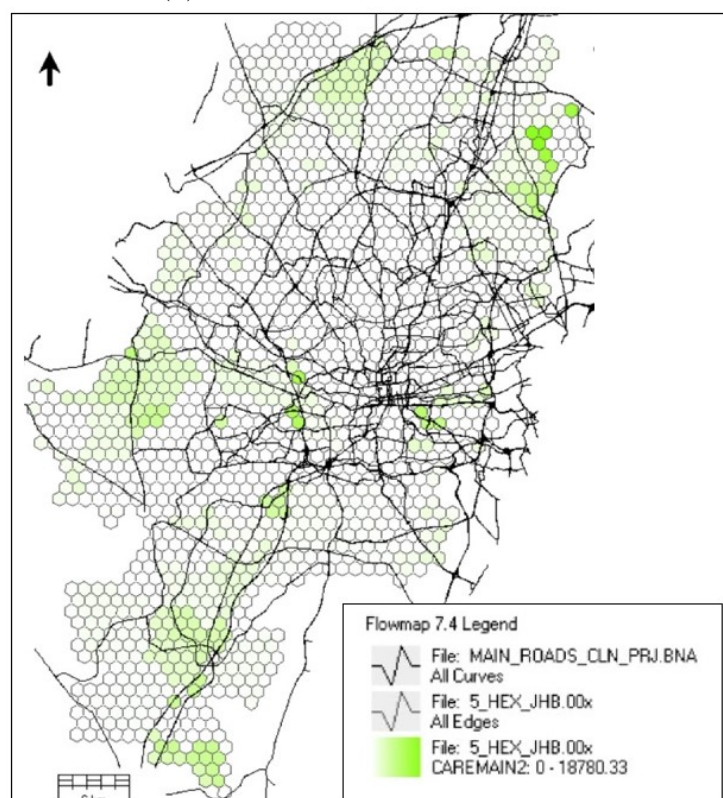 Flowmap 7.4 Legend
File: MAIN_ROADS_CLN_PRJ.BNA
All Curves
File: 5_HEX_JHB.00x
All Edges
File: 5_HEX_JHB.00x
CAREMAIN2: 0 - 18780.33